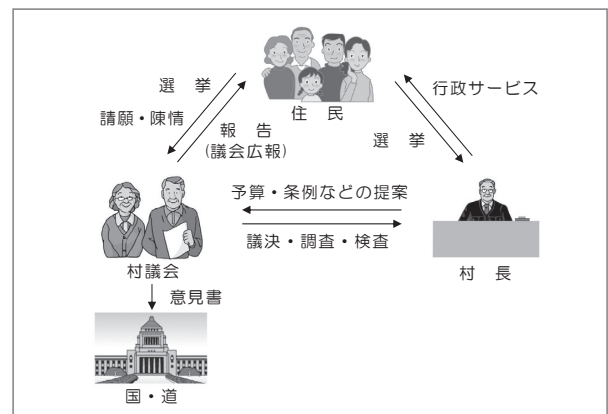 選　挙
請願・陳情
報　告
(議会広報)
住　民
行政サービス
選　挙
予算・条例などの提案
議決・調査・検査
村議会
村　長
意見書
国・道